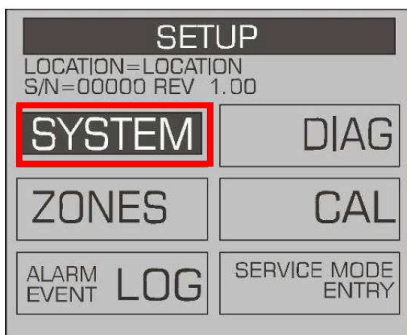 SETUP
LOCATION=LOCATION
S/N=00000 REV 1.00
SYSTEM
DIAG
ZONES
CAL
ALARM
EVENT LOG
SERVICE MODE
ENTRY